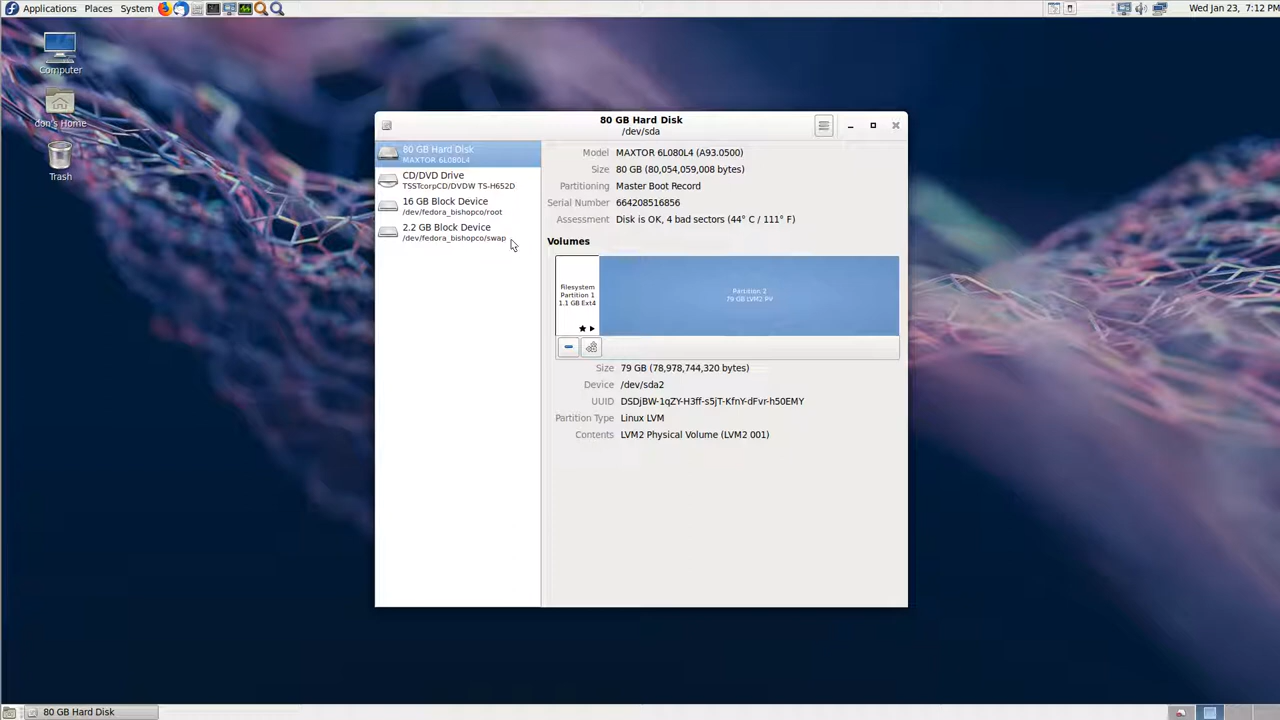 Applications Places System
Wed Jan 23, 7:12 PM
Computer
don's Home
Trash
80 GB Hard Disk
/dev/sda
80 GB Hard Disk
MAXTOR 6L080L4
CD/DVD Drive
TSSTcorpCD/DVDW TS-H652D
16 GB Block Device
/dev/fedora_bishopco/root
2.2 GB Block Device
/dev/fedora_bishopco/swap
Model MAXTOR 6L080L4 (A93.0500)
Size 80 GB (80,054,059,008 bytes)
Partitioning Master Boot Record
Serial Number 664208516856
Assessment Disk is OK, 4 bad sectors (44° C / 111° F)
Volumes
Filesystem
Partition 1
1.1 GB Ext4
Partition 2
79 GB LVM2 PV
Size 79 GB (78,978,744,320 bytes)
Device /dev/sda2
UUID DSDjBW-1qZY-H3ff-s5jT-KfnY-dFvr-h50EMY
Partition Type Linux LVM
Contents LVM2 Physical Volume (LVM2 001)
80 GB Hard Disk